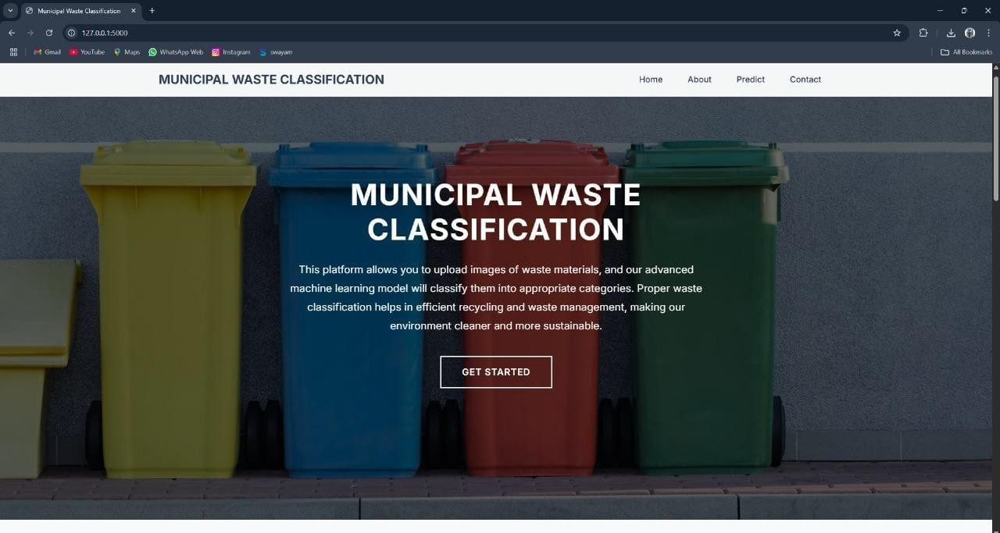 Municipal Waste Classification
127.0.0.1:5000
Gmail YouTube Maps WhatsApp Web Instagram swayam All Bookmarks
MUNICIPAL WASTE CLASSIFICATION Home About Predict Contact
MUNICIPAL WASTE
CLASSIFICATION
This platform allows you to upload images of waste materials, and our advanced
machine learning model will classify them into appropriate categories. Proper waste
classification helps in efficient recycling and waste management, making our
environment cleaner and more sustainable.
GET STARTED